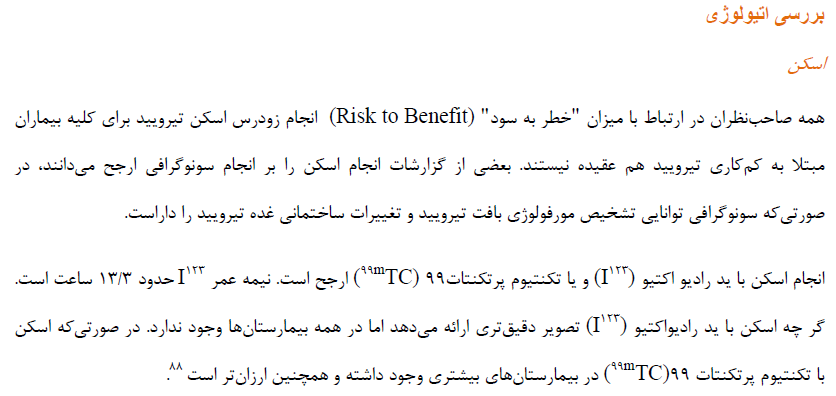 بررسی اتیولوژی
اسکن
همه صاحب‌نظران در ارتباط با میزان "خطر به سود" (Risk to Benefit) انجام زودرس اسکن تیرویید برای کلیه بیماران
مبتلا به کم‌کاری تیرویید هم عقیده نیستند. بعضی از گزارشات انجام اسکن را بر انجام سونوگرافی ارجح می‌دانند، در
صورتی‌که سونوگرافی توانایی تشخیص مورفولوژی بافت تیرویید و تغییرات ساختمانی غده تیرویید را داراست.
انجام اسکن با ید رادیو اکتیو (I¹²³) و یا تکنتیوم پرتکنتات۹۹ (⁹⁹ᵐTC) ارجح است. نیمه عمر I¹²³ حدود ۱۳/۳ ساعت است.
گر چه اسکن با ید رادیواکتیو (I¹²³) تصویر دقیق‌تری ارائه می‌دهد اما در همه بیمارستان‌ها وجود ندارد. در صورتی‌که اسکن
با تکنتیوم پرتکنتات ۹۹(⁹⁹ᵐTC) در بیمارستان‌های بیشتری وجود داشته و همچنین ارزان‌تر است ۸۸.